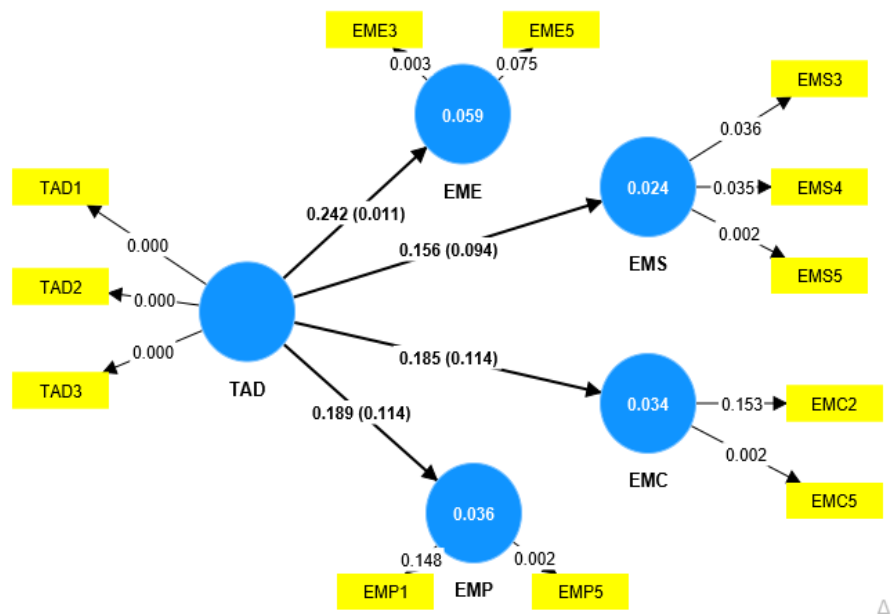 EME3
EME5
0.003
0.075
0.059
EME
EMS3
0.036
0.024
0.035
EMS4
0.002
EMS
EMS5
TAD1
0.000
TAD2
0.000
TAD3
0.000
TAD
0.242 (0.011)
0.156 (0.094)
0.185 (0.114)
0.189 (0.114)
0.034
0.153
EMC2
0.002
EMC
EMC5
0.036
0.148
0.002
EMP1
EMP
EMP5